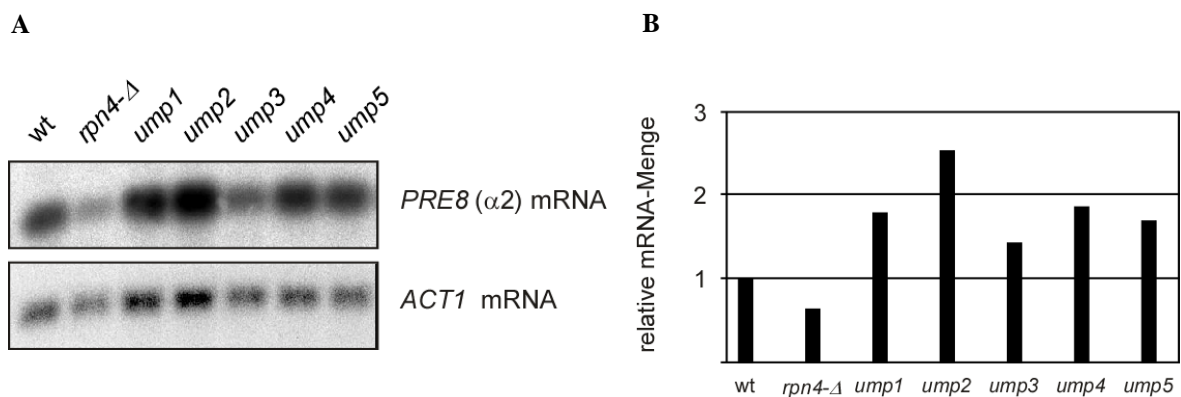 A
wt rpn4-Δ ump1 ump2 ump3 ump4 ump5
PRE8 (α2) mRNA
ACT1 mRNA
B
relative mRNA-Menge
3
2
1
wt rpn4-Δ ump1 ump2 ump3 ump4 ump5